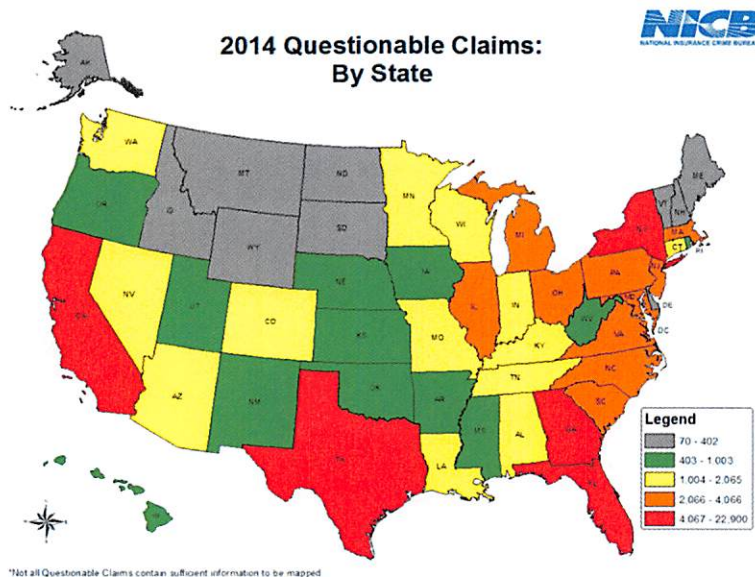 NICB
NATIONAL INSURANCE CRIME BUREAU
2014 Questionable Claims:
By State
AK
WA
MT
ND
MN
ME
VT
NH
OR
ID
SD
WI
MI
NY
MA
WY
CT
RI
IA
PA
NJ
NE
NV
UT
IL
IN
OH
MD
DE
CO
WV
DC
CA
KS
MO
KY
VA
TN
NC
AZ
OK
NM
AR
SC
MS
AL
GA
TX
LA
FL
HI
Legend
70 - 402
403 - 1.003
1.004 - 2.065
2.066 - 4.066
4.067 - 22.900
*Not all Questionable Claims contain sufficient information to be mapped